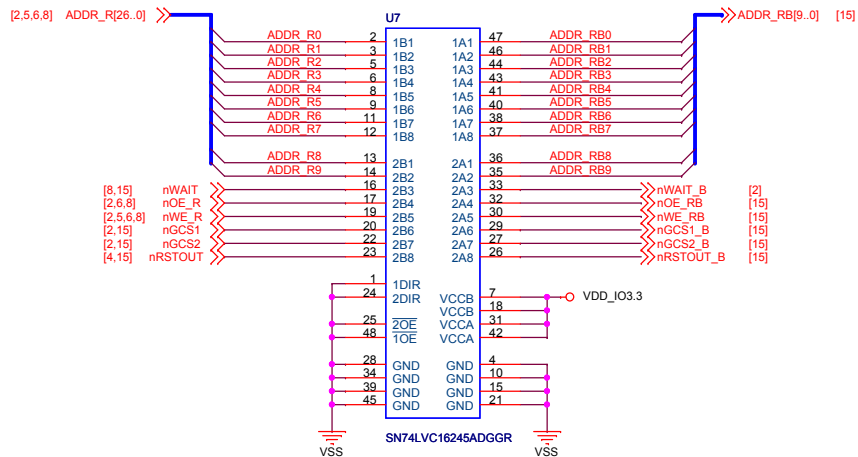 [2,5,6,8] ADDR_R[26..0] ADDR_RB[9..0] [15]
U7
ADDR_R0 2 1B1 1A1 47 ADDR_RB0
ADDR_R1 3 1B2 1A2 46 ADDR_RB1
ADDR_R2 5 1B3 1A3 44 ADDR_RB2
ADDR_R3 6 1B4 1A4 43 ADDR_RB3
ADDR_R4 8 1B5 1A5 41 ADDR_RB4
ADDR_R5 9 1B6 1A6 40 ADDR_RB5
ADDR_R6 11 1B7 1A7 38 ADDR_RB6
ADDR_R7 12 1B8 1A8 37 ADDR_RB7
ADDR_R8 13 2B1 2A1 36 ADDR_RB8
ADDR_R9 14 2B2 2A2 35 ADDR_RB9
[8,15] nWAIT 16 2B3 2A3 33 nWAIT_B [2]
[2,6,8] nOE_R 17 2B4 2A4 32 nOE_RB [15]
[2,5,6,8] nWE_R 19 2B5 2A5 30 nWE_RB [15]
[2,15] nGCS1 20 2B6 2A6 29 nGCS1_B [15]
[2,15] nGCS2 22 2B7 2A7 27 nGCS2_B [15]
[4,15] nRSTOUT 23 2B8 2A8 26 nRSTOUT_B [15]
1 1DIR
24 2DIR VCCB 7 VDD_IO3.3
VCCB 18
25 2OE VCCA 31
48 1OE VCCA 42
28 GND GND 4
34 GND GND 10
39 GND GND 15
45 GND GND 21
SN74LVC16245ADGGR
VSS VSS